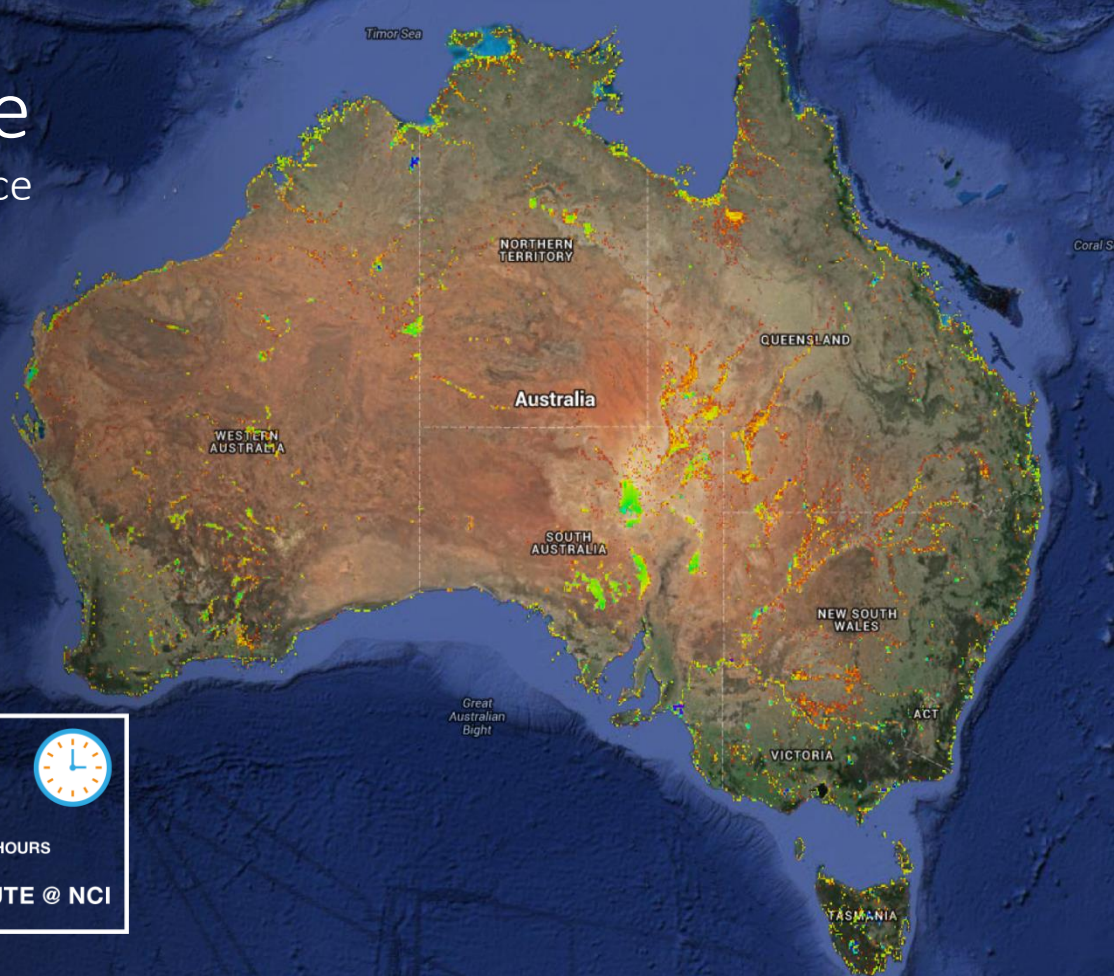 Timor Sea
e
ce
NORTHERN
TERRITORY
Coral S
QUEENSLAND
Australia
WESTERN
AUSTRALIA
SOUTH
AUSTRALIA
NEW SOUTH
WALES
Great
Australian
Bight
ACT
VICTORIA
HOURS
UTE @ NCI
TASMANIA